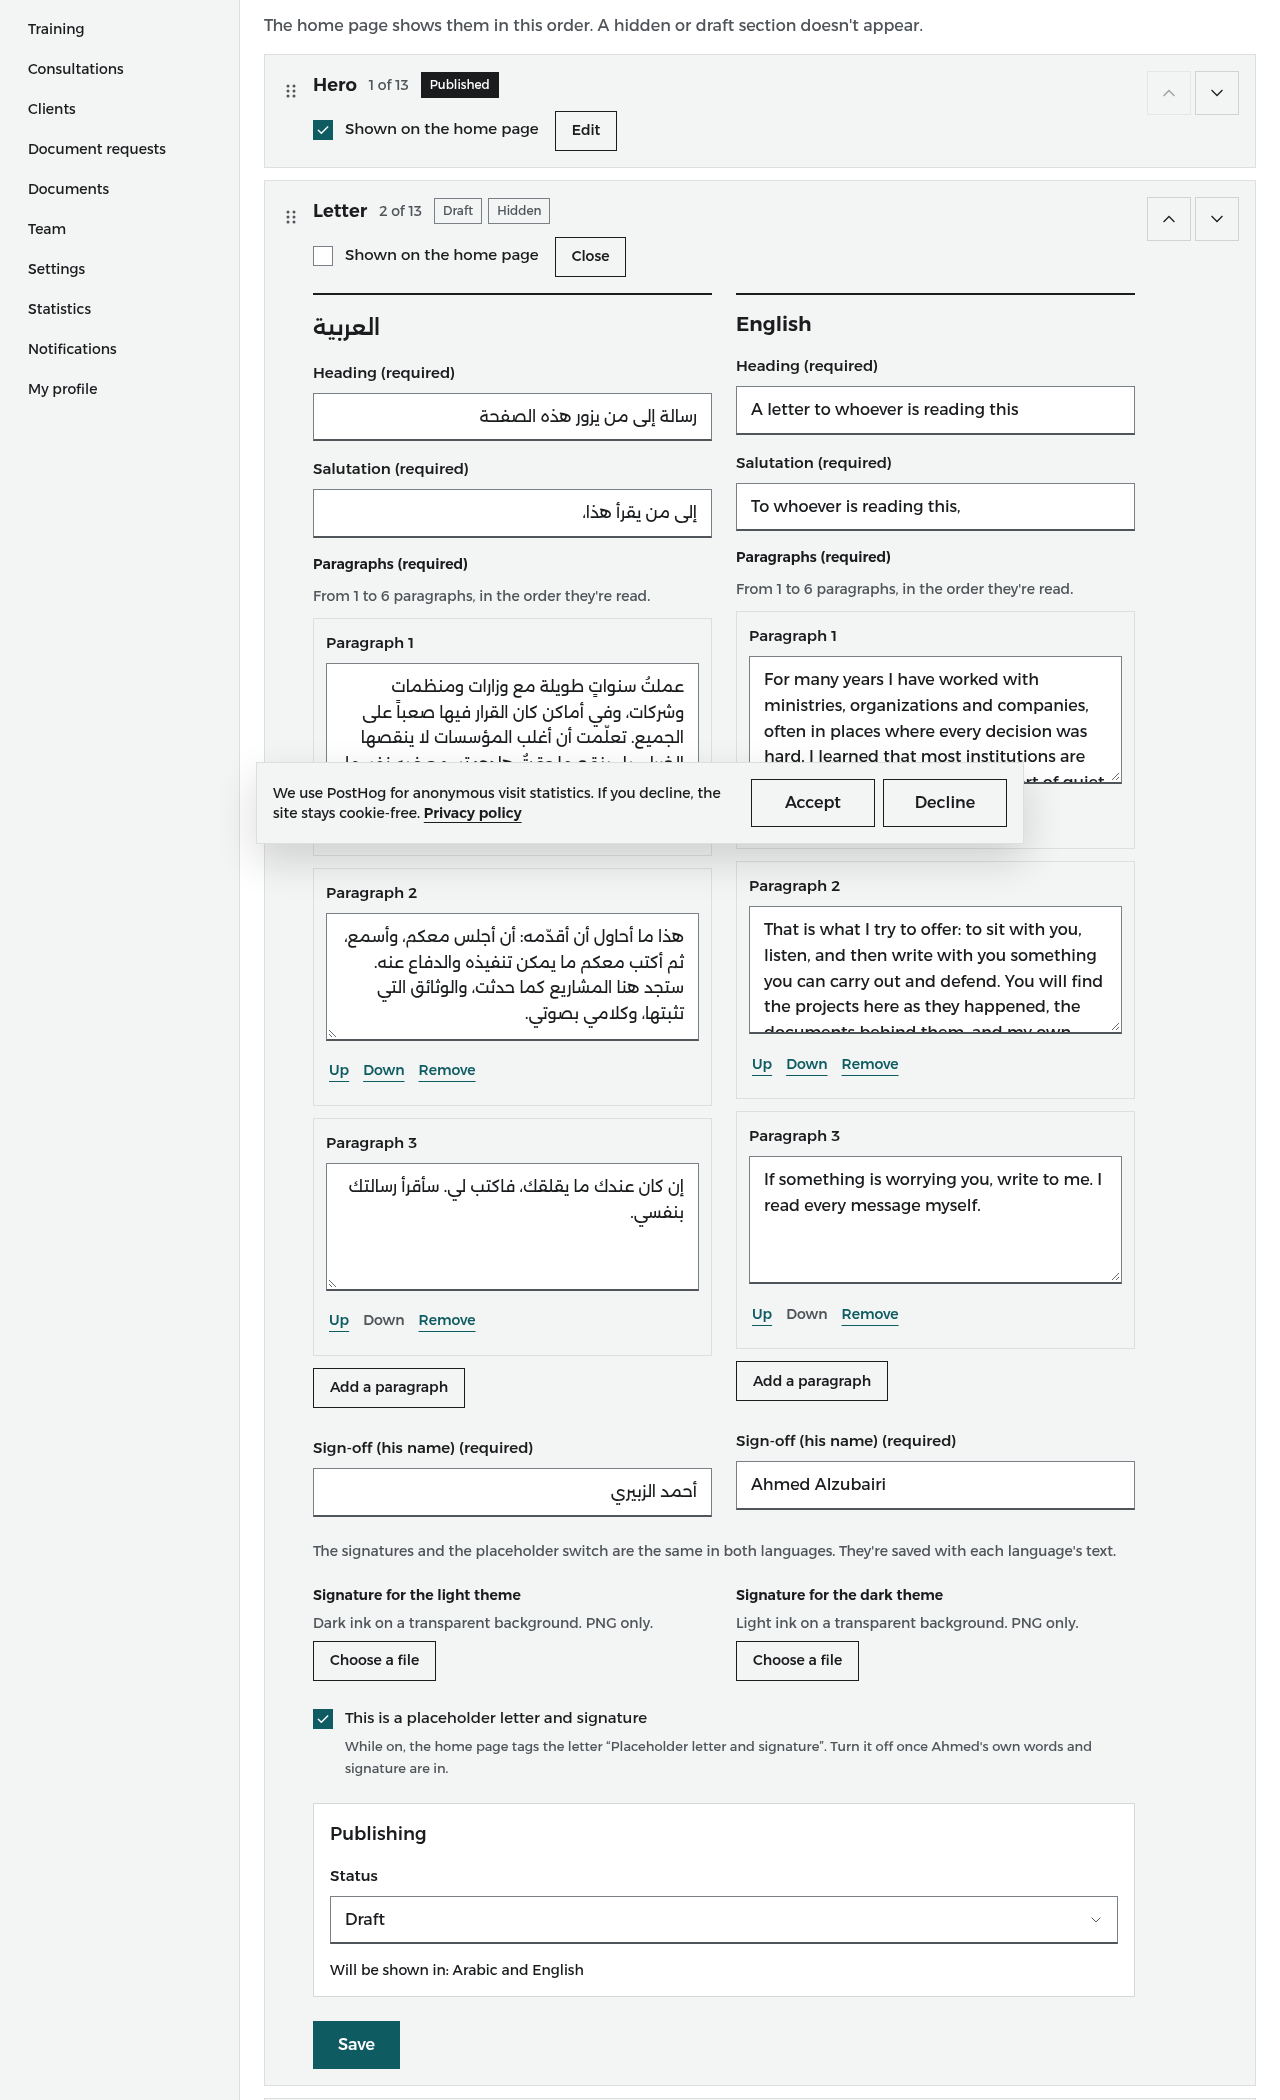 Training
Consultations
Clients
Document requests
Documents
Team
Settings
Statistics
Notifications
My profile
The home page shows them in this order. A hidden or draft section doesn't appear.
Hero 1 of 13 Published
Shown on the home page Edit
Letter 2 of 13 Draft Hidden
Shown on the home page Close
العربية
Heading (required)
رسالة إلى من يزور هذه الصفحة
Salutation (required)
إلى من يقرأ هذا،
Paragraphs (required)
From 1 to 6 paragraphs, in the order they're read.
Paragraph 1
عملتُ سنواتٍ طويلة مع وزارات ومنظمات
وشركات، وفي أماكن كان القرار فيها صعباً على
الجميع. تعلّمت أن أغلب المؤسسات لا ينقصها
English
Heading (required)
A letter to whoever is reading this
Salutation (required)
To whoever is reading this,
Paragraphs (required)
From 1 to 6 paragraphs, in the order they're read.
Paragraph 1
For many years I have worked with
ministries, organizations and companies,
often in places where every decision was
hard. I learned that most institutions are
of quiet
We use PostHog for anonymous visit statistics. If you decline, the
site stays cookie-free. Privacy policy
Accept Decline
Paragraph 2
هذا ما أحاول أن أقدّمه: أن أجلس معكم، وأسمع،
ثم أكتب معكم ما يمكن تنفيذه والدفاع عنه.
ستجد هنا المشاريع كما حدثت، والوثائق التي
تثبتها، وكلامي بصوتي.
Up Down Remove
Paragraph 3
إن كان عندك ما يقلقك، فاكتب لي. سأقرأ رسالتك
بنفسي.
Up Down Remove
Add a paragraph
Sign-off (his name) (required)
أحمد الزبيري
Paragraph 2
That is what I try to offer: to sit with you,
listen, and then write with you something
you can carry out and defend. You will find
the projects here as they happened, the
documents behind them, and my own
Up Down Remove
Paragraph 3
If something is worrying you, write to me. I
read every message myself.
Up Down Remove
Add a paragraph
Sign-off (his name) (required)
Ahmed Alzubairi
The signatures and the placeholder switch are the same in both languages. They're saved with each language's text.
Signature for the light theme
Dark ink on a transparent background. PNG only.
Choose a file
Signature for the dark theme
Light ink on a transparent background. PNG only.
Choose a file
This is a placeholder letter and signature
While on, the home page tags the letter “Placeholder letter and signature”. Turn it off once Ahmed's own words and
signature are in.
Publishing
Status
Draft
Will be shown in: Arabic and English
Save